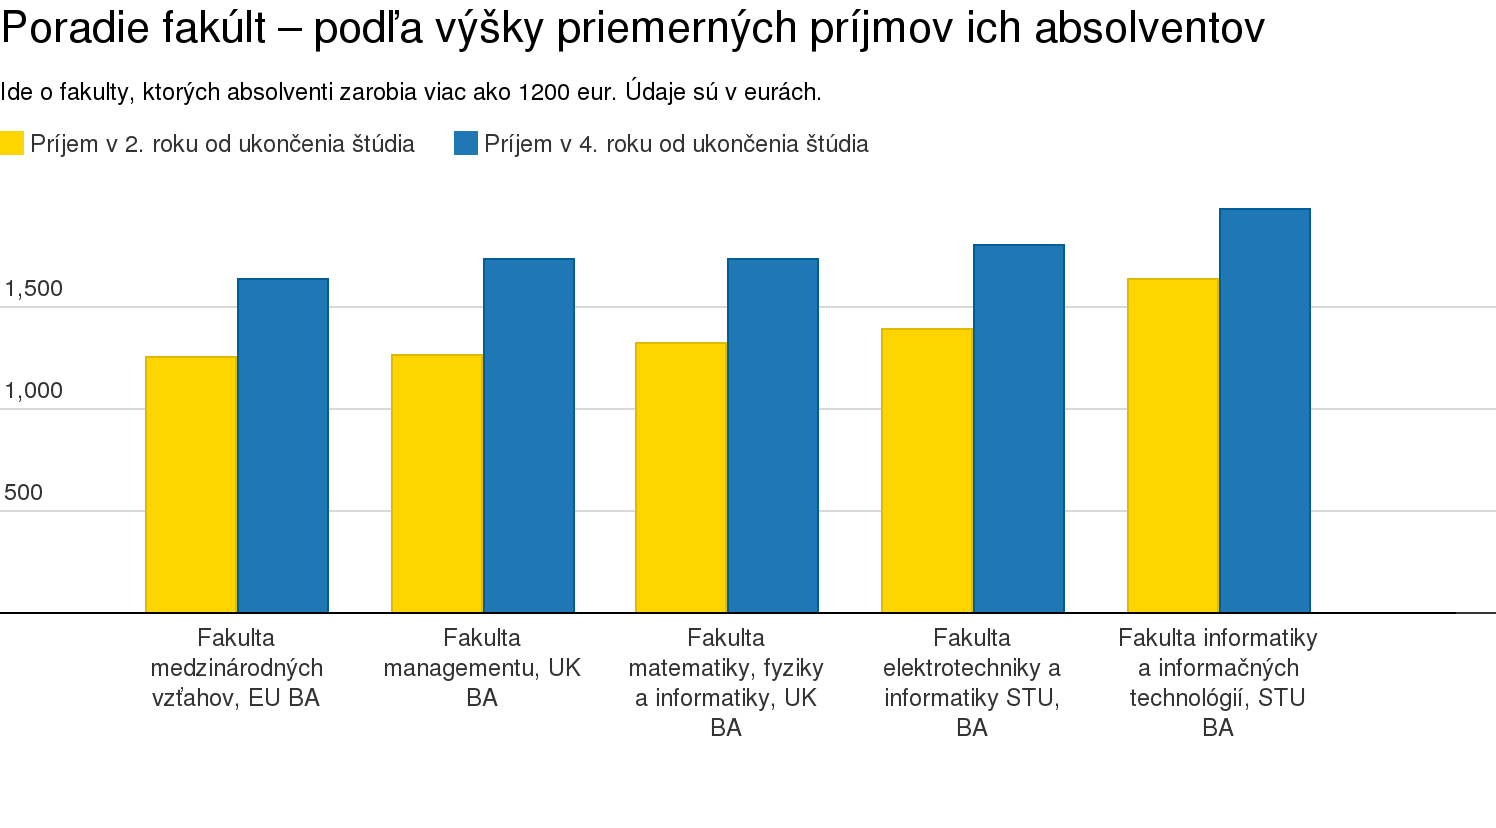 Poradie fakúlt – podľa výšky priemerných príjmov ich absolventov
Ide o fakulty, ktorých absolventi zarobia viac ako 1200 eur. Údaje sú v eurách.
Príjem v 2. roku od ukončenia štúdia
Príjem v 4. roku od ukončenia štúdia
1,500
1,000
500
Fakulta
medzinárodných
vzťahov, EU BA
Fakulta
managementu, UK
BA
Fakulta
matematiky, fyziky
a informatiky, UK
BA
Fakulta
elektrotechniky a
informatiky STU,
BA
Fakulta informatiky
a informačných
technológií, STU
BA